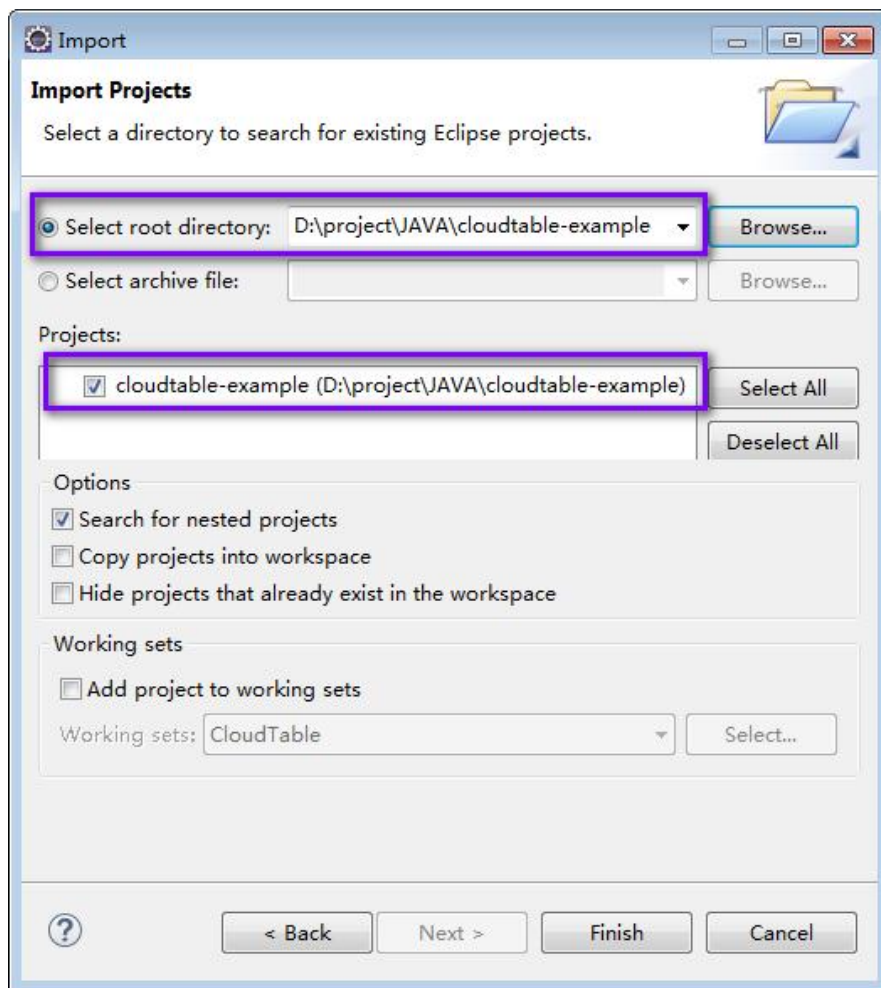 Import
Import Projects
Select a directory to search for existing Eclipse projects.
Select root directory: D:\project\JAVA\cloudtable-example Browse...
Select archive file: Browse...
Projects:
cloudtable-example (D:\project\JAVA\cloudtable-example) Select All
Deselect All
Options
Search for nested projects
Copy projects into workspace
Hide projects that already exist in the workspace
Working sets
Add project to working sets
Working sets: CloudTable Select...
? < Back Next > Finish Cancel